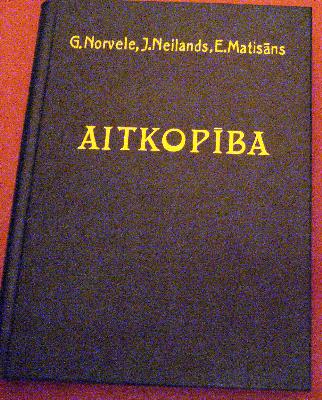 G. Norvele, J. Neilands, E. Matisāns
AITKOPĪBA